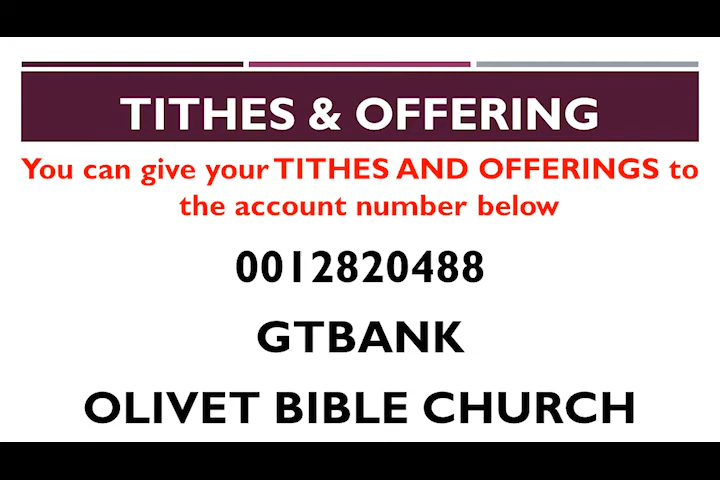 TITHES & OFFERING
You can give your TITHES AND OFFERINGS to
the account number below
0012820488
GTBANK
OLIVET BIBLE CHURCH